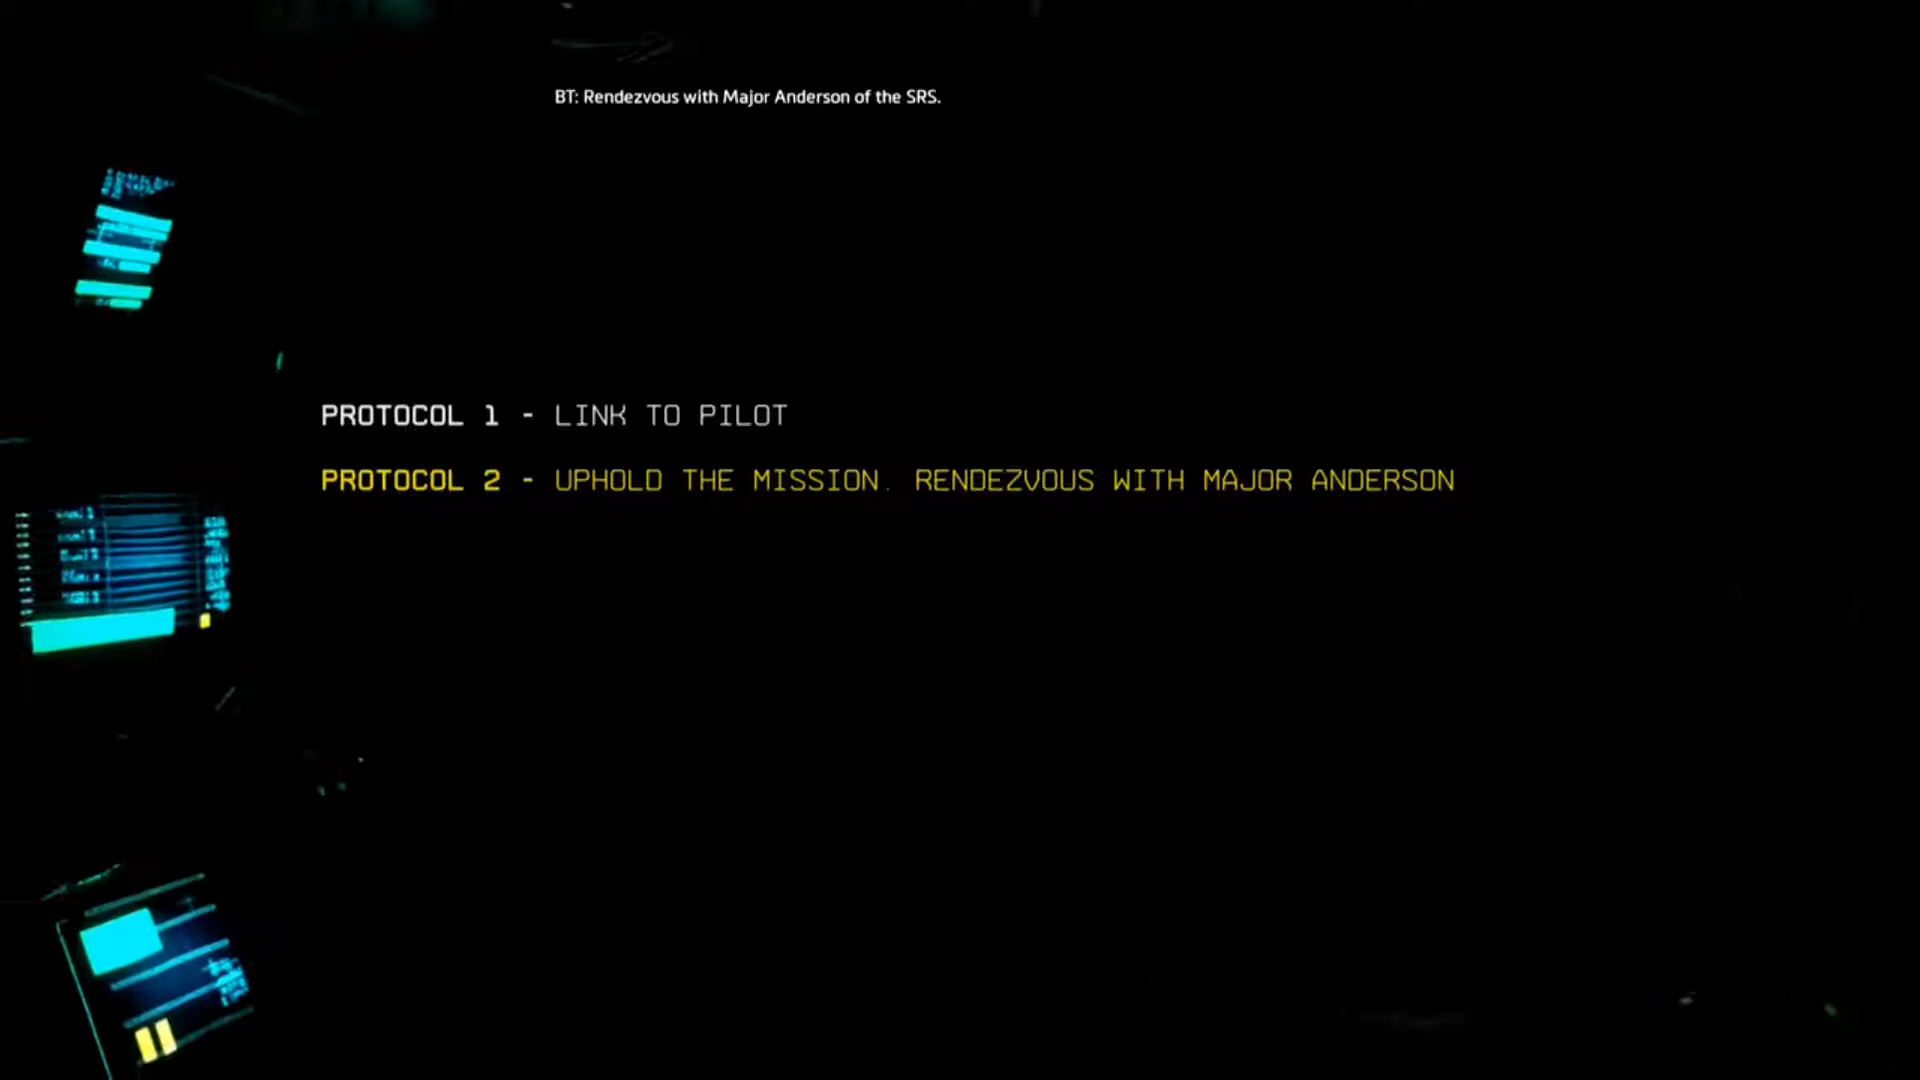 BT: Rendezvous with Major Anderson of the SRS.
PROTOCOL 1 - LINK TO PILOT
PROTOCOL 2 - UPHOLD THE MISSION. RENDEZVOUS WITH MAJOR ANDERSON